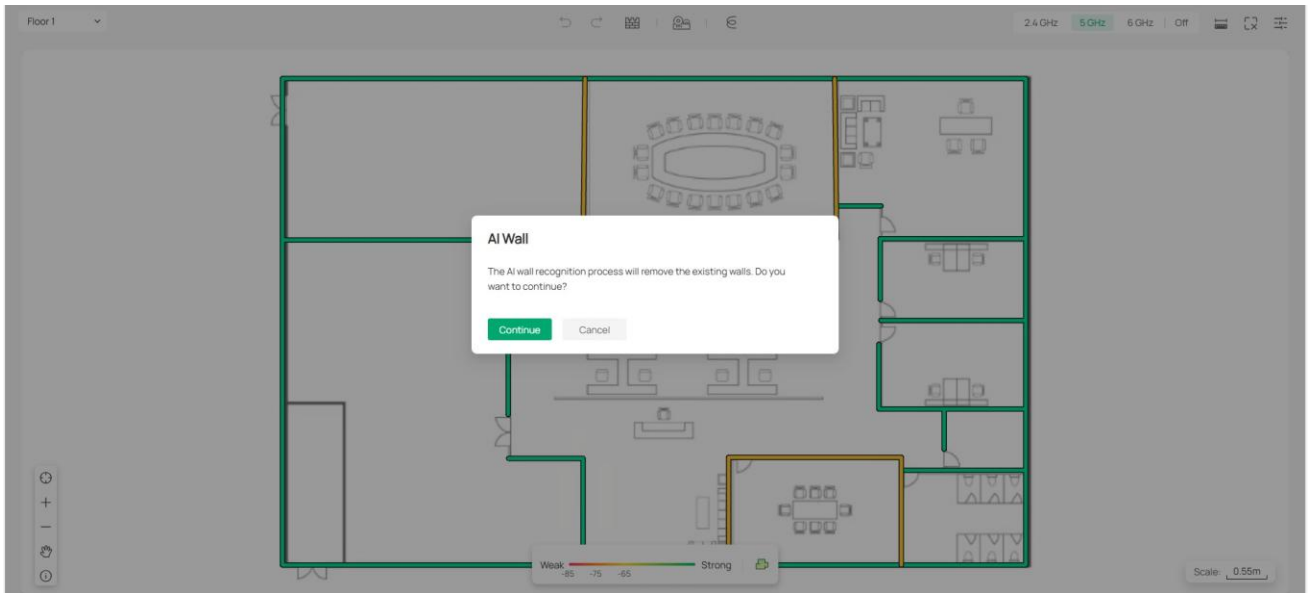 Floor 1
2.4 GHz 5 GHz 6 GHz Off
AI Wall
The AI wall recognition process will remove the existing walls. Do you
want to continue?
Continue Cancel
Weak Strong
-85 -75 -65
Scale: 0.55m